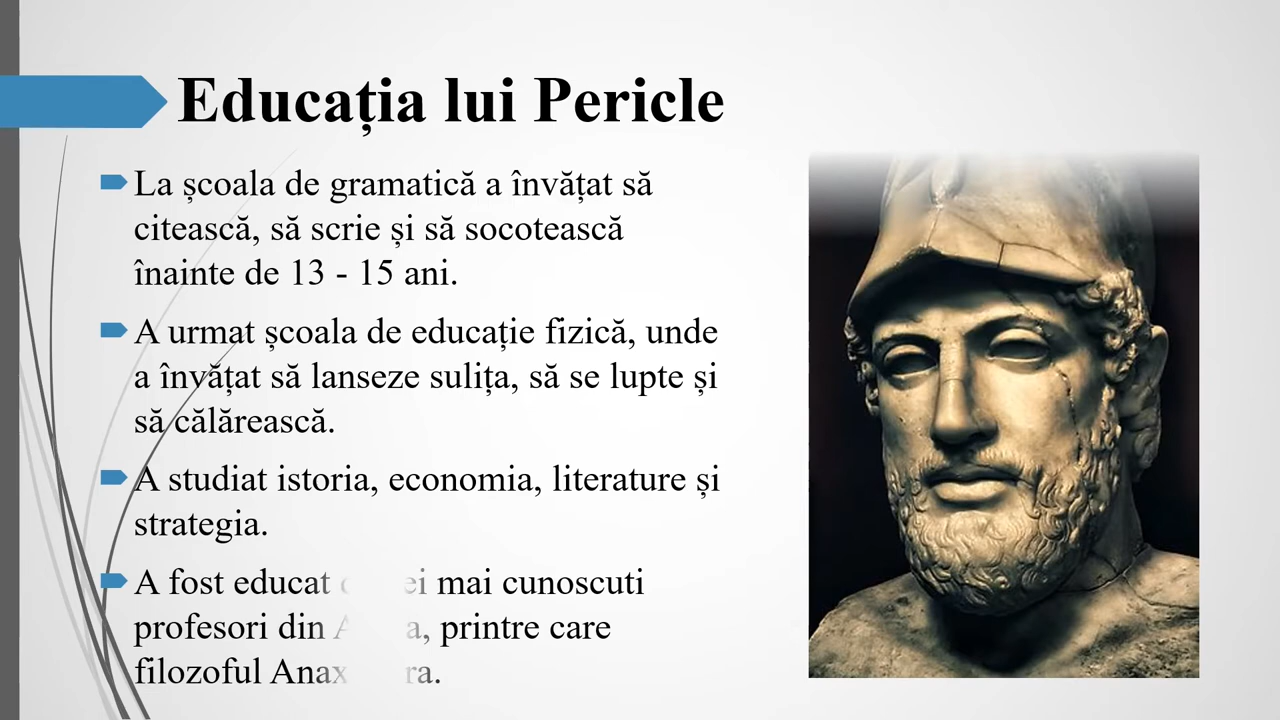 Educația lui Pericle
La școala de gramatică a învățat să
citească, să scrie și să socotească
înainte de 13 - 15 ani.
A urmat școala de educație fizică, unde
a învățat să lanseze sulița, să se lupte și
să călărească.
A studiat istoria, economia, literature și
strategia.
A fost educat mai cunoscuti
profesori din printre care
filozoful